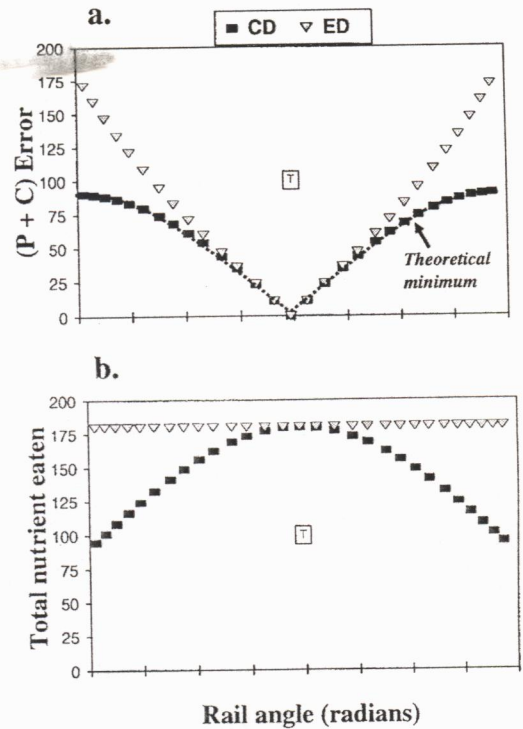 a.
CD ED
200
175
150
125
100
75
50
25
0
(P + C) Error
T
Theoretical
minimum
b.
200
175
150
125
100
75
50
25
0
Total nutrient eaten
T
Rail angle (radians)